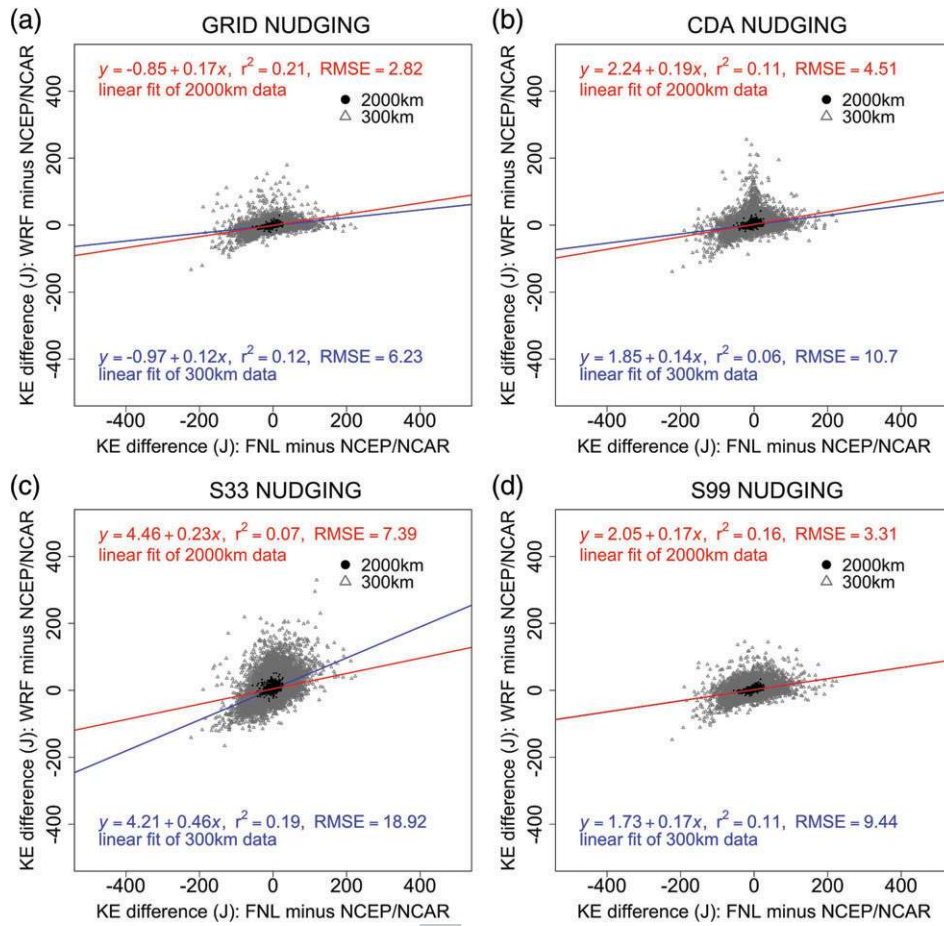 (a) GRID NUDGING
KE difference (J): WRF minus NCEP/NCAR
y = -0.85 + 0.17x, r² = 0.21, RMSE = 2.82
linear fit of 2000km data
● 2000km
△ 300km
400
200
0
-200
-400
y = -0.97 + 0.12x, r² = 0.12, RMSE = 6.23
linear fit of 300km data
-400 -200 0 200 400
KE difference (J): FNL minus NCEP/NCAR
(b) CDA NUDGING
KE difference (J): WRF minus NCEP/NCAR
y = 2.24 + 0.19x, r² = 0.11, RMSE = 4.51
linear fit of 2000km data
● 2000km
△ 300km
400
200
0
-200
-400
y = 1.85 + 0.14x, r² = 0.06, RMSE = 10.7
linear fit of 300km data
-400 -200 0 200 400
KE difference (J): FNL minus NCEP/NCAR
(c) S33 NUDGING
KE difference (J): WRF minus NCEP/NCAR
y = 4.46 + 0.23x, r² = 0.07, RMSE = 7.39
linear fit of 2000km data
● 2000km
△ 300km
400
200
0
-200
-400
y = 4.21 + 0.46x, r² = 0.19, RMSE = 18.92
linear fit of 300km data
-400 -200 0 200 400
KE difference (J): FNL minus NCEP/NCAR
(d) S99 NUDGING
KE difference (J): WRF minus NCEP/NCAR
y = 2.05 + 0.17x, r² = 0.16, RMSE = 3.31
linear fit of 2000km data
● 2000km
△ 300km
400
200
0
-200
-400
y = 1.73 + 0.17x, r² = 0.11, RMSE = 9.44
linear fit of 300km data
-400 -200 0 200 400
KE difference (J): FNL minus NCEP/NCAR